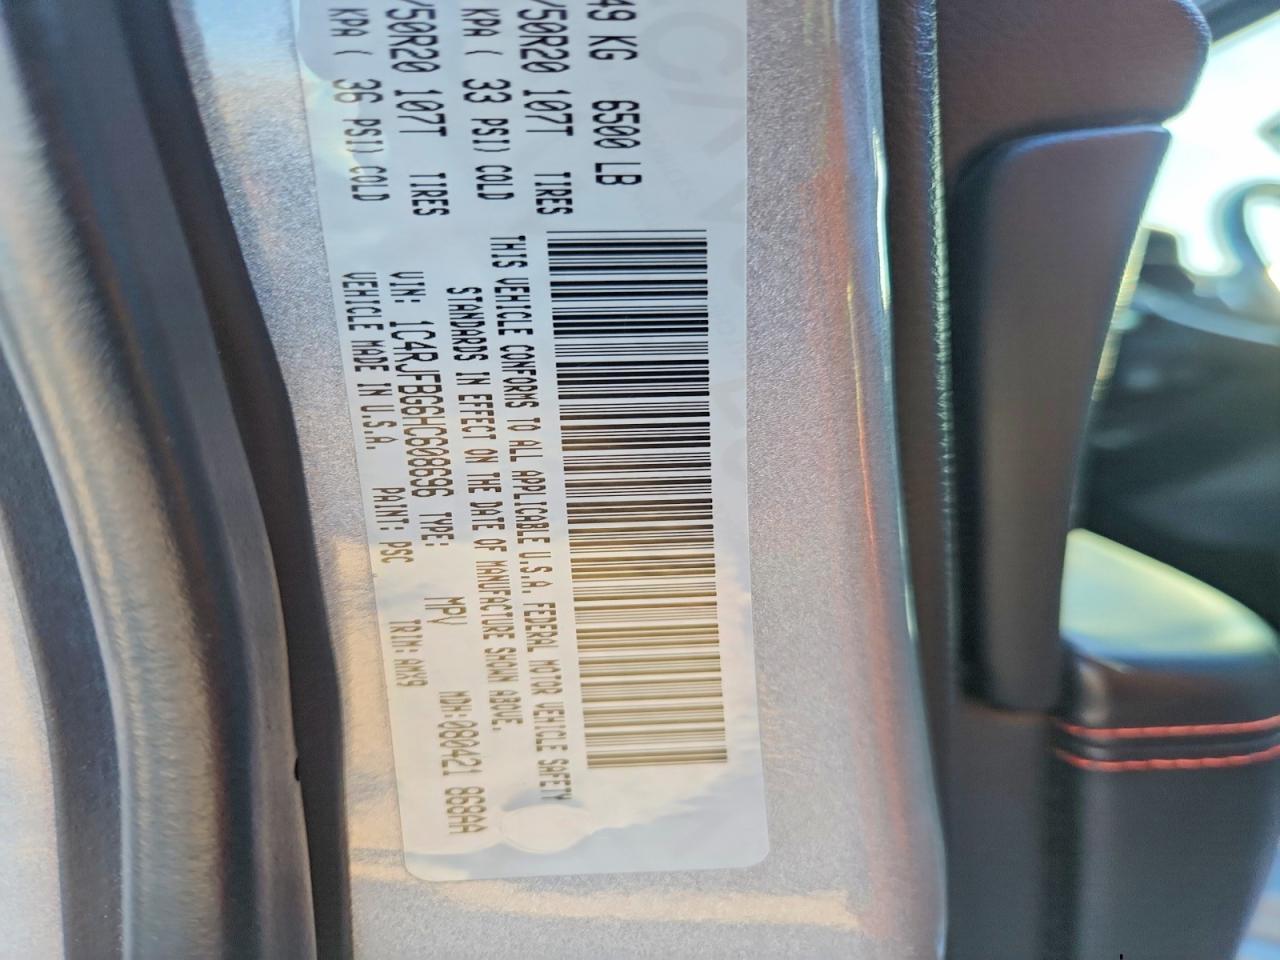 49 KG 6500 LB
/50R20 107T TIRES
KPA ( 33 PSI) COLD
/50R20 107T TIRES
KPA ( 36 PSI) COLD
THIS VEHICLE CONFORMS TO ALL APPLICABLE U.S.A. FEDERAL MOTOR VEHICLE SAFETY
STANDARDS IN EFFECT ON THE DATE OF MANUFACTURE SHOWN ABOVE.
VIN: 1C4RJFBG6HC608696 TYPE: MPV MDH:080421 868AA
VEHICLE MADE IN U.S.A. PAINT: PSC TRIM: AMX9